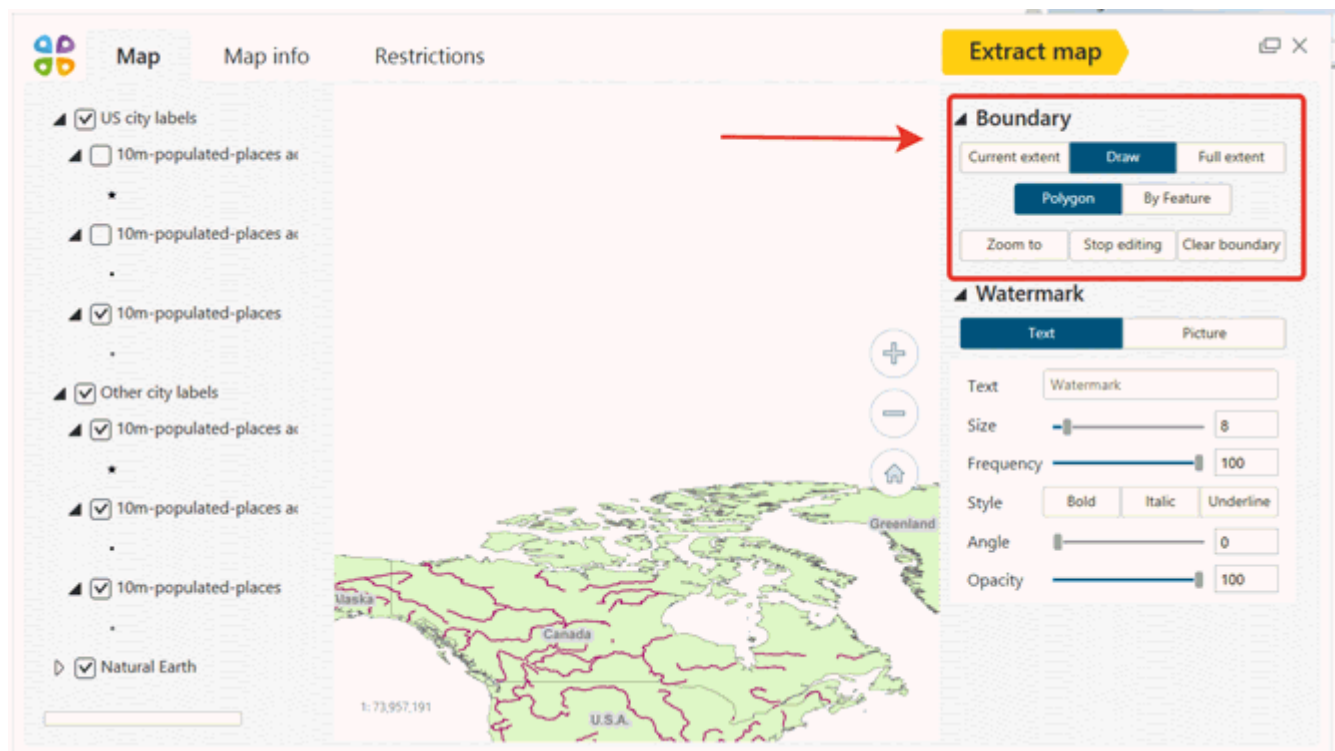 Map Map info Restrictions Extract map
US city labels
10m-populated-places
10m-populated-places
10m-populated-places
Other city labels
10m-populated-places
10m-populated-places
10m-populated-places
Natural Earth
Greenland
Alaska
Canada
U.S.A.
1: 73,957,191
Boundary
Current extent Draw Full extent
Polygon By Feature
Zoom to Stop editing Clear boundary
Watermark
Text Picture
Text Watermark
Size 8
Frequency 100
Style Bold Italic Underline
Angle 0
Opacity 100